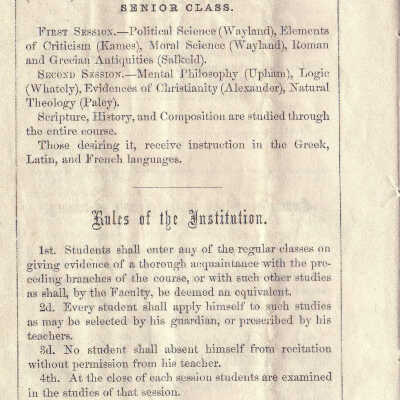 SENIOR CLASS.
FIRST SESSION.—Political Science (Wayland), Elements
of Criticism (Kames), Moral Science (Wayland), Roman
and Grecian Antiquities (Salkeld).
SECOND SESSION.—Mental Philosophy (Upham), Logic
(Whately), Evidences of Christianity (Alexander), Natural
Theology (Paley).
Scripture, History, and Composition are studied through
the entire course.
Those desiring it, receive instruction in the Greek,
Latin, and French languages.
Rules of the Institution.
1st. Students shall enter any of the regular classes on
giving evidence of a thorough acquaintance with the pre-
ceding branches of the course, or with such other studies
as shall, by the Faculty, be deemed an equivalent.
2d. Every student shall apply himself to such studies
as may be selected by his guardian, or prescribed by his
teachers.
3d. No student shall absent himself from recitation
without permission from his teacher.
4th. At the close of each session students are examined
in the studies of that session.